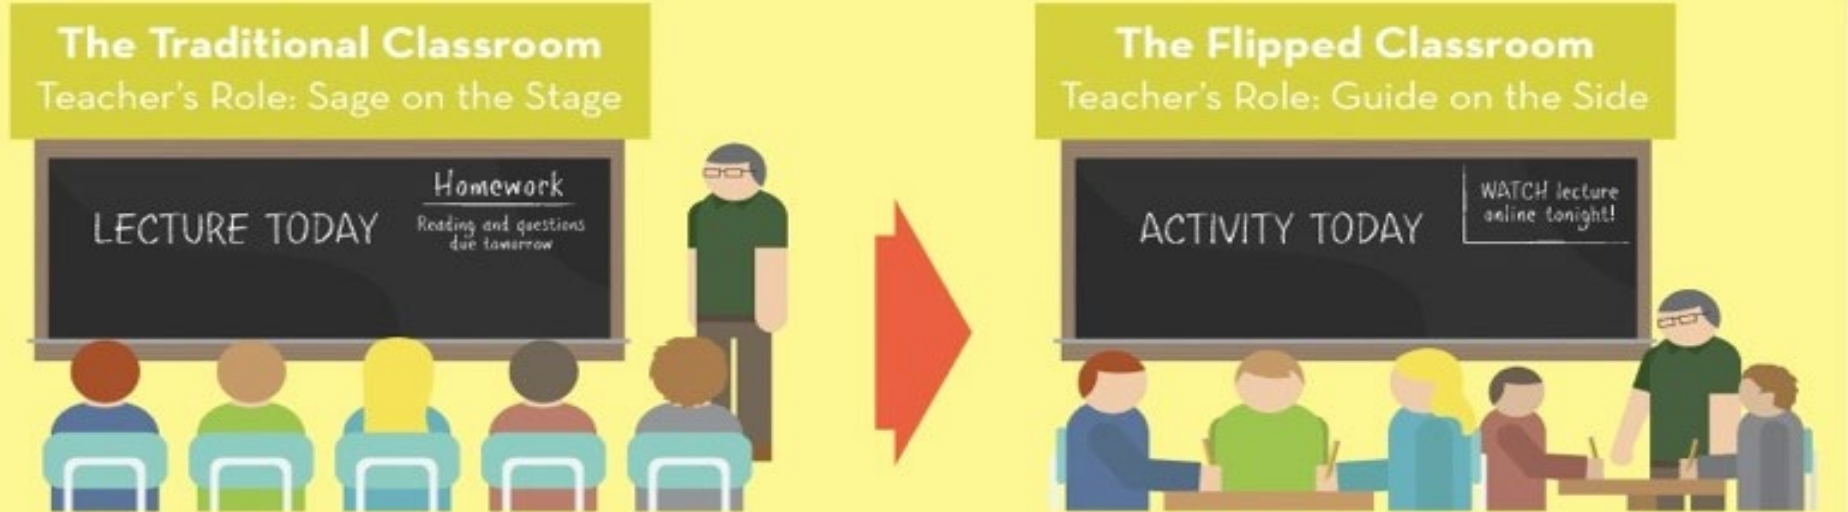 The Traditional Classroom
Teacher's Role: Sage on the Stage
LECTURE TODAY
Homework
Reading and questions
due tomorrow
The Flipped Classroom
Teacher's Role: Guide on the Side
ACTIVITY TODAY
WATCH lecture
online tonight!